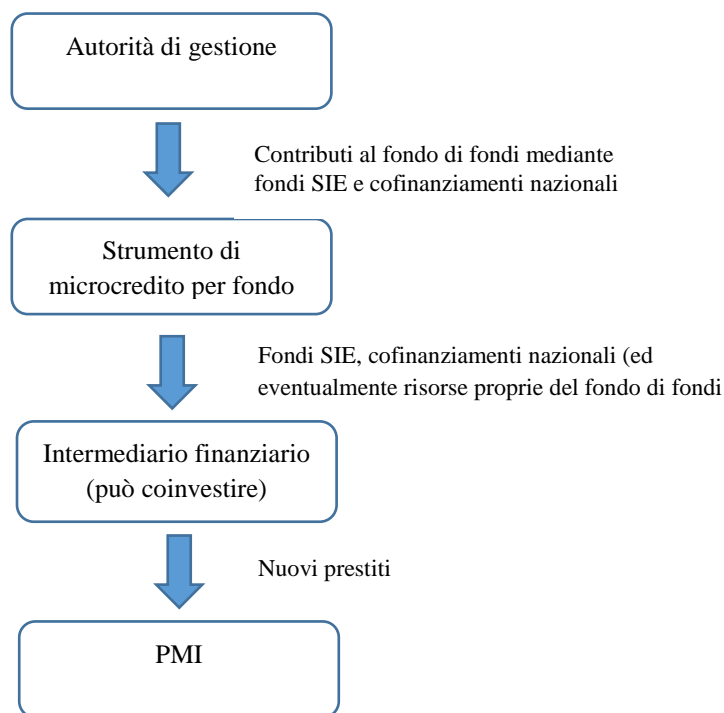 Autorità di gestione
Contributi al fondo di fondi mediante
fondi SIE e cofinanziamenti nazionali
Strumento di
microcredito per fondo
Fondi SIE, cofinanziamenti nazionali (ed
eventualmente risorse proprie del fondo di fondi
Intermediario finanziario
(può coinvestire)
Nuovi prestiti
PMI